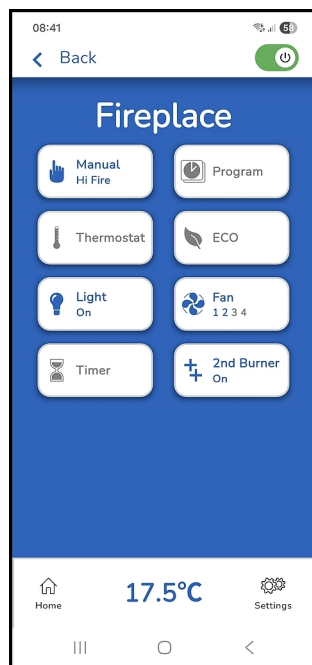 08:41
58
Back
Fireplace
Manual
Hi Fire
Program
Thermostat
ECO
Light
On
Fan
1 2 3 4
Timer
2nd Burner
On
Home
17.5°C
Settings